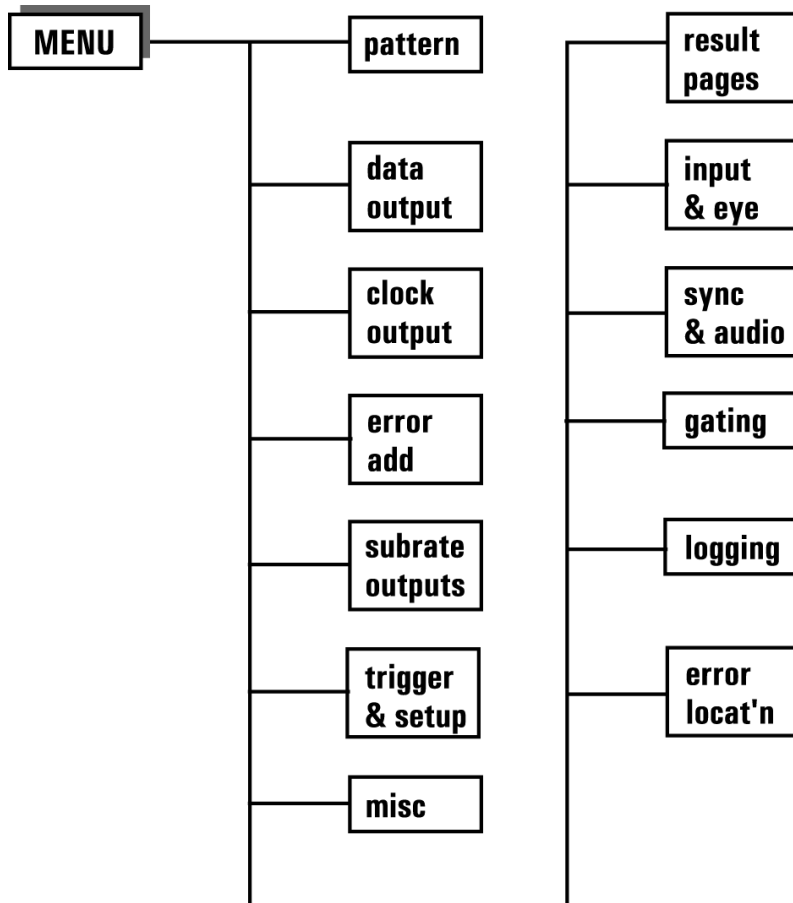 MENU
pattern
data
output
clock
output
error
add
subrate
outputs
trigger
& setup
misc
result
pages
input
& eye
sync
& audio
gating
logging
error
locat'n